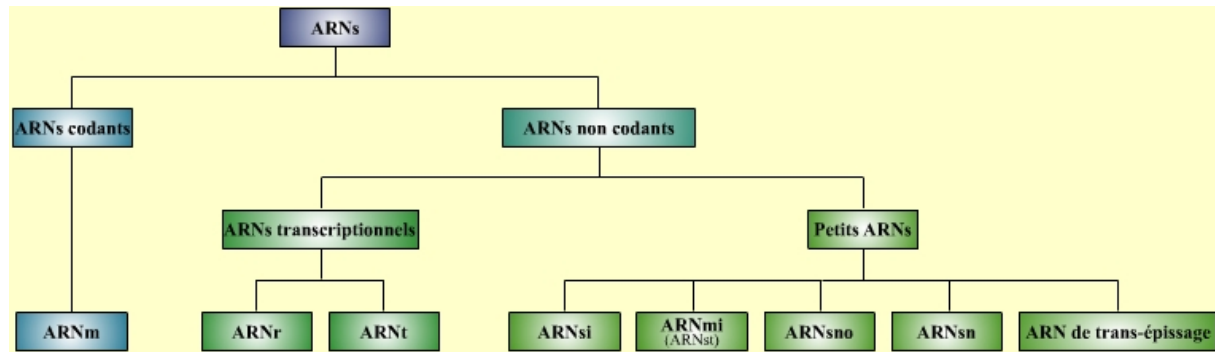 ARNs
ARNs codants
ARNs non codants
ARNs transcriptionnels
Petits ARNs
ARNm
ARNr
ARNt
ARNsi
ARNmi
(ARNst)
ARNsno
ARNsn
ARN de trans-épissage